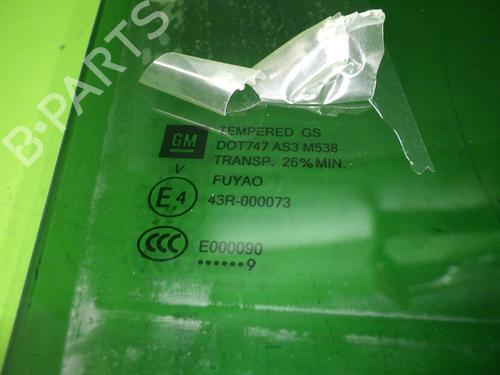 B-PARTS
GM
TEMPERED GS
DOT747 AS3 M538
TRANSP. 26% MIN.
V
FUYAO
E4
43R-000073
CCC
E000090
••••••9